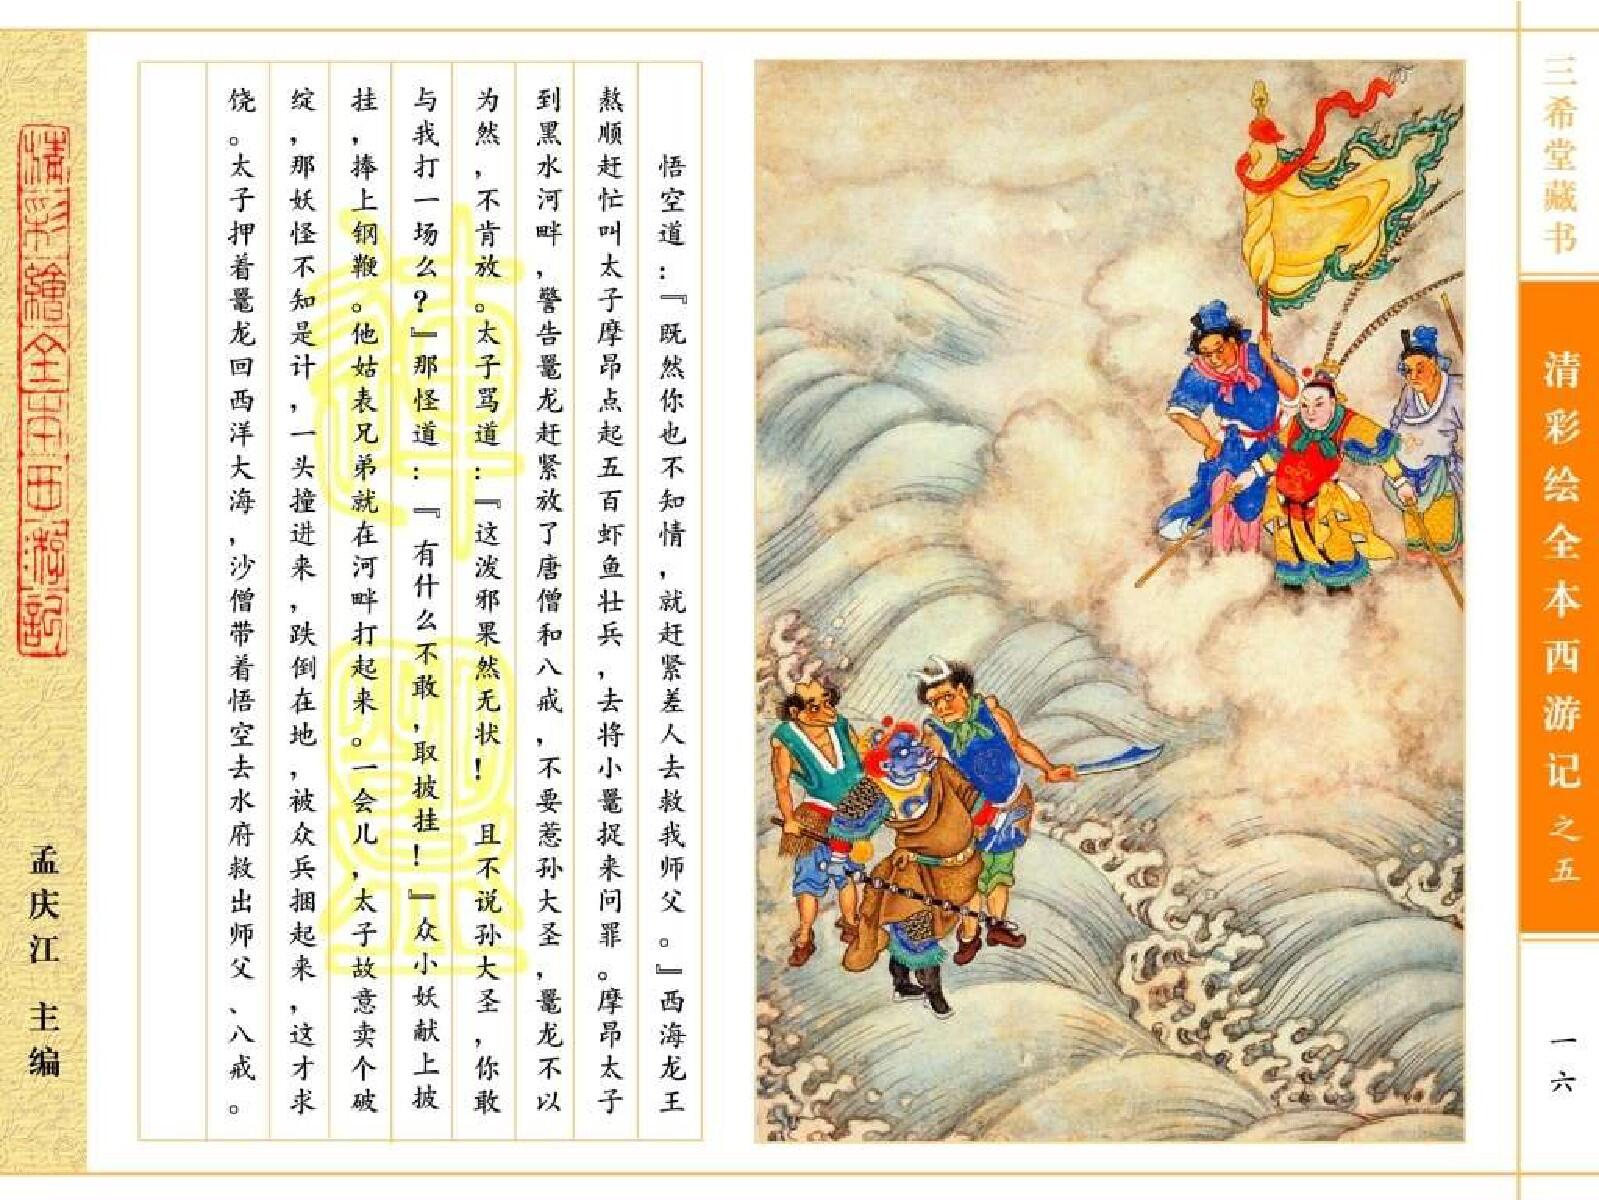 三希堂藏书
清彩绘全本西游记之五
一六
悟空道：『既然你也不知情，就赶紧差人去救我师父。』西海龙王
熬顺赶忙叫太子摩昂点起五百虾鱼壮兵，去将小鼍捉来问罪。摩昂太子
到黑水河畔，警告鼍龙赶紧放了唐僧和八戒，不要惹孙大圣，鼍龙不以
为然，不肯放。太子骂道：『这泼邪果然无状！且不说孙大圣，你敢
与我打一场么？』那怪道：『有什么不敢，取披挂！』众小妖献上披
挂，捧上钢鞭。他姑表兄弟就在河畔打起来。一会儿，太子故意卖个破
绽，那妖怪不知是计，一头撞进来，跌倒在地，被众兵捆起来，这才求
饶。太子押着鼍龙回西洋大海，沙僧带着悟空去水府救出师父、八戒。
清彩繪全本西游記
孟庆江 主编